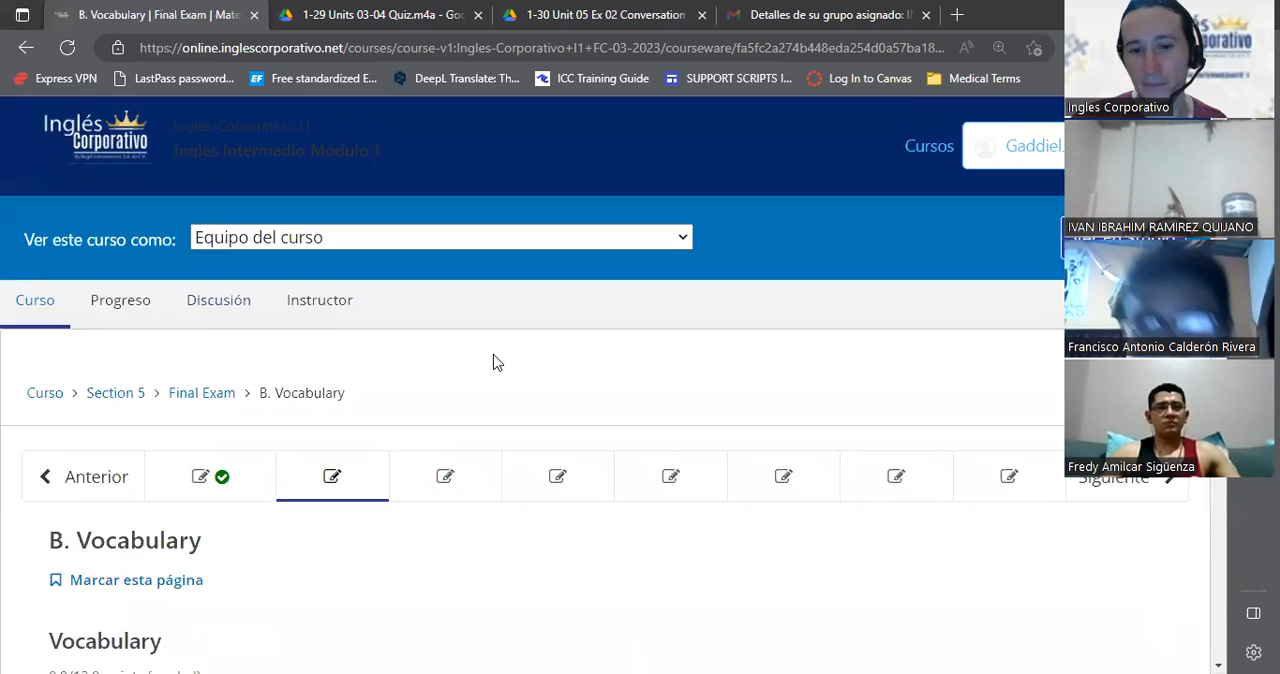 B. Vocabulary | Final Exam | Mate
1-29 Units 03-04 Quiz.m4a - Goo
1-30 Unit 05 Ex 02 Conversation
Detalles de su grupo asignado: I
https://online.inglescorporativo.net/courses/course-v1:Ingles-Corporativo+I1+FC-03-2023/courseware/fa5fc2a274b448eda254d0a57ba18...
Express VPN
LastPass password...
EF
Free standardized E...
DeepL Translate: Th...
ICC Training Guide
SUPPORT SCRIPTS I...
Log In to Canvas
Medical Terms
Inglés
Corporativo
Ingles-Corporativo: I1
Inglés Intermedio Módulo 1
Cursos
Gaddiel.
Ver este curso como:
Equipo del curso
Curso
Progreso
Discusión
Instructor
Curso > Section 5 > Final Exam > B. Vocabulary
Anterior
Siguiente
B. Vocabulary
Marcar esta página
Vocabulary
Ingles Corporativo
IVAN IBRAHIM RAMIREZ QUIJANO
Francisco Antonio Calderón Rivera
Fredy Amilcar Sigüenza